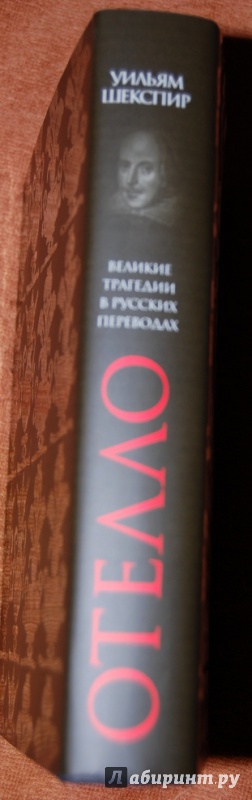 УИЛЬЯМ
ШЕКСПИР
ВЕЛИКИЕ
ТРАГЕДИИ
В РУССКИХ
ПЕРЕВОДАХ
ОТЕЛЛО
Лабиринт.ру